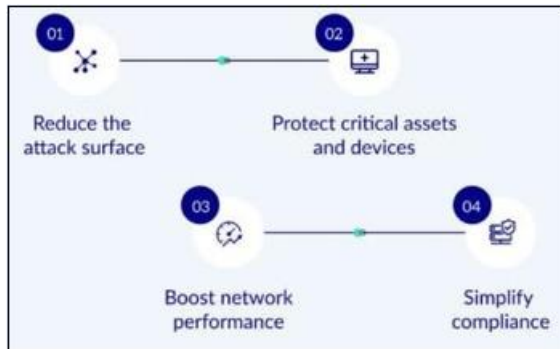 01
02
Reduce the
attack surface
Protect critical assets
and devices
03
04
Boost network
performance
Simplify
compliance